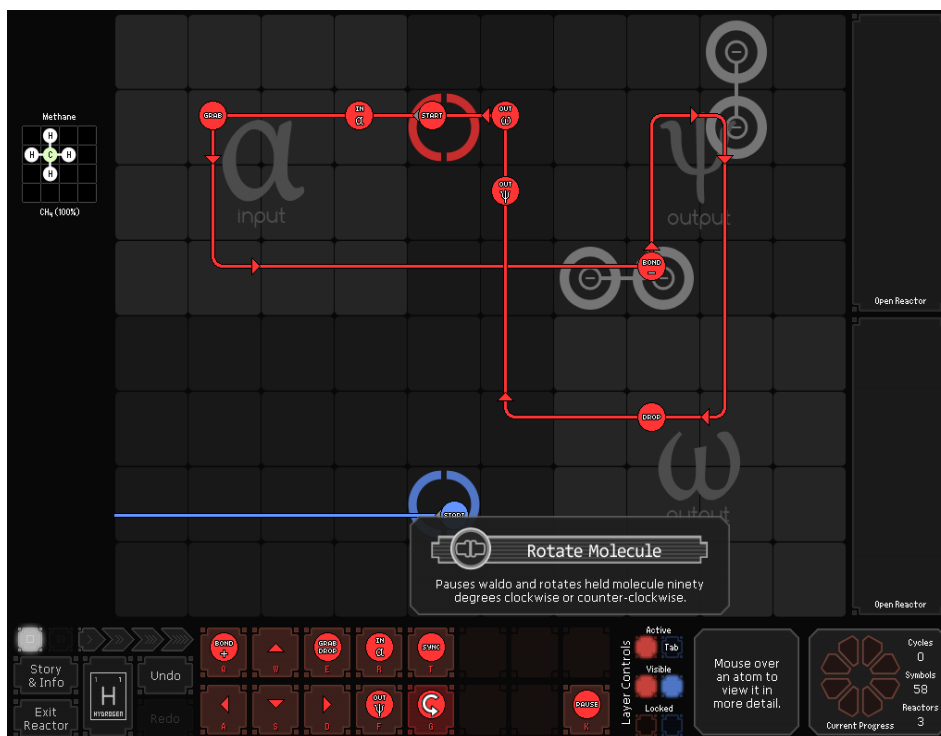 GRAB
IN
α
START
OUT
ω
OUT
ψ
α
input
ψ
output
BOND
–
DROP
ω
output
START
Methane
H
H C H
H
CH₄ (100%)
Open Reactor
Open Reactor
Rotate Molecule
Pauses waldo and rotates held molecule ninety
degrees clockwise or counter-clockwise.
Story
& Info
Exit
Reactor
1 1
H
HYDROGEN
Undo
Redo
BOND
+
Q
W
GRAB
DROP
E
IN
α
R
SYNC
T
A
S
D
OUT
ψ
F
G
PAUSE
K
Layer Controls
Active
Tab
Visible
Locked
Mouse over
an atom to
view it in
more detail.
Cycles
0
Symbols
58
Reactors
3
Current Progress